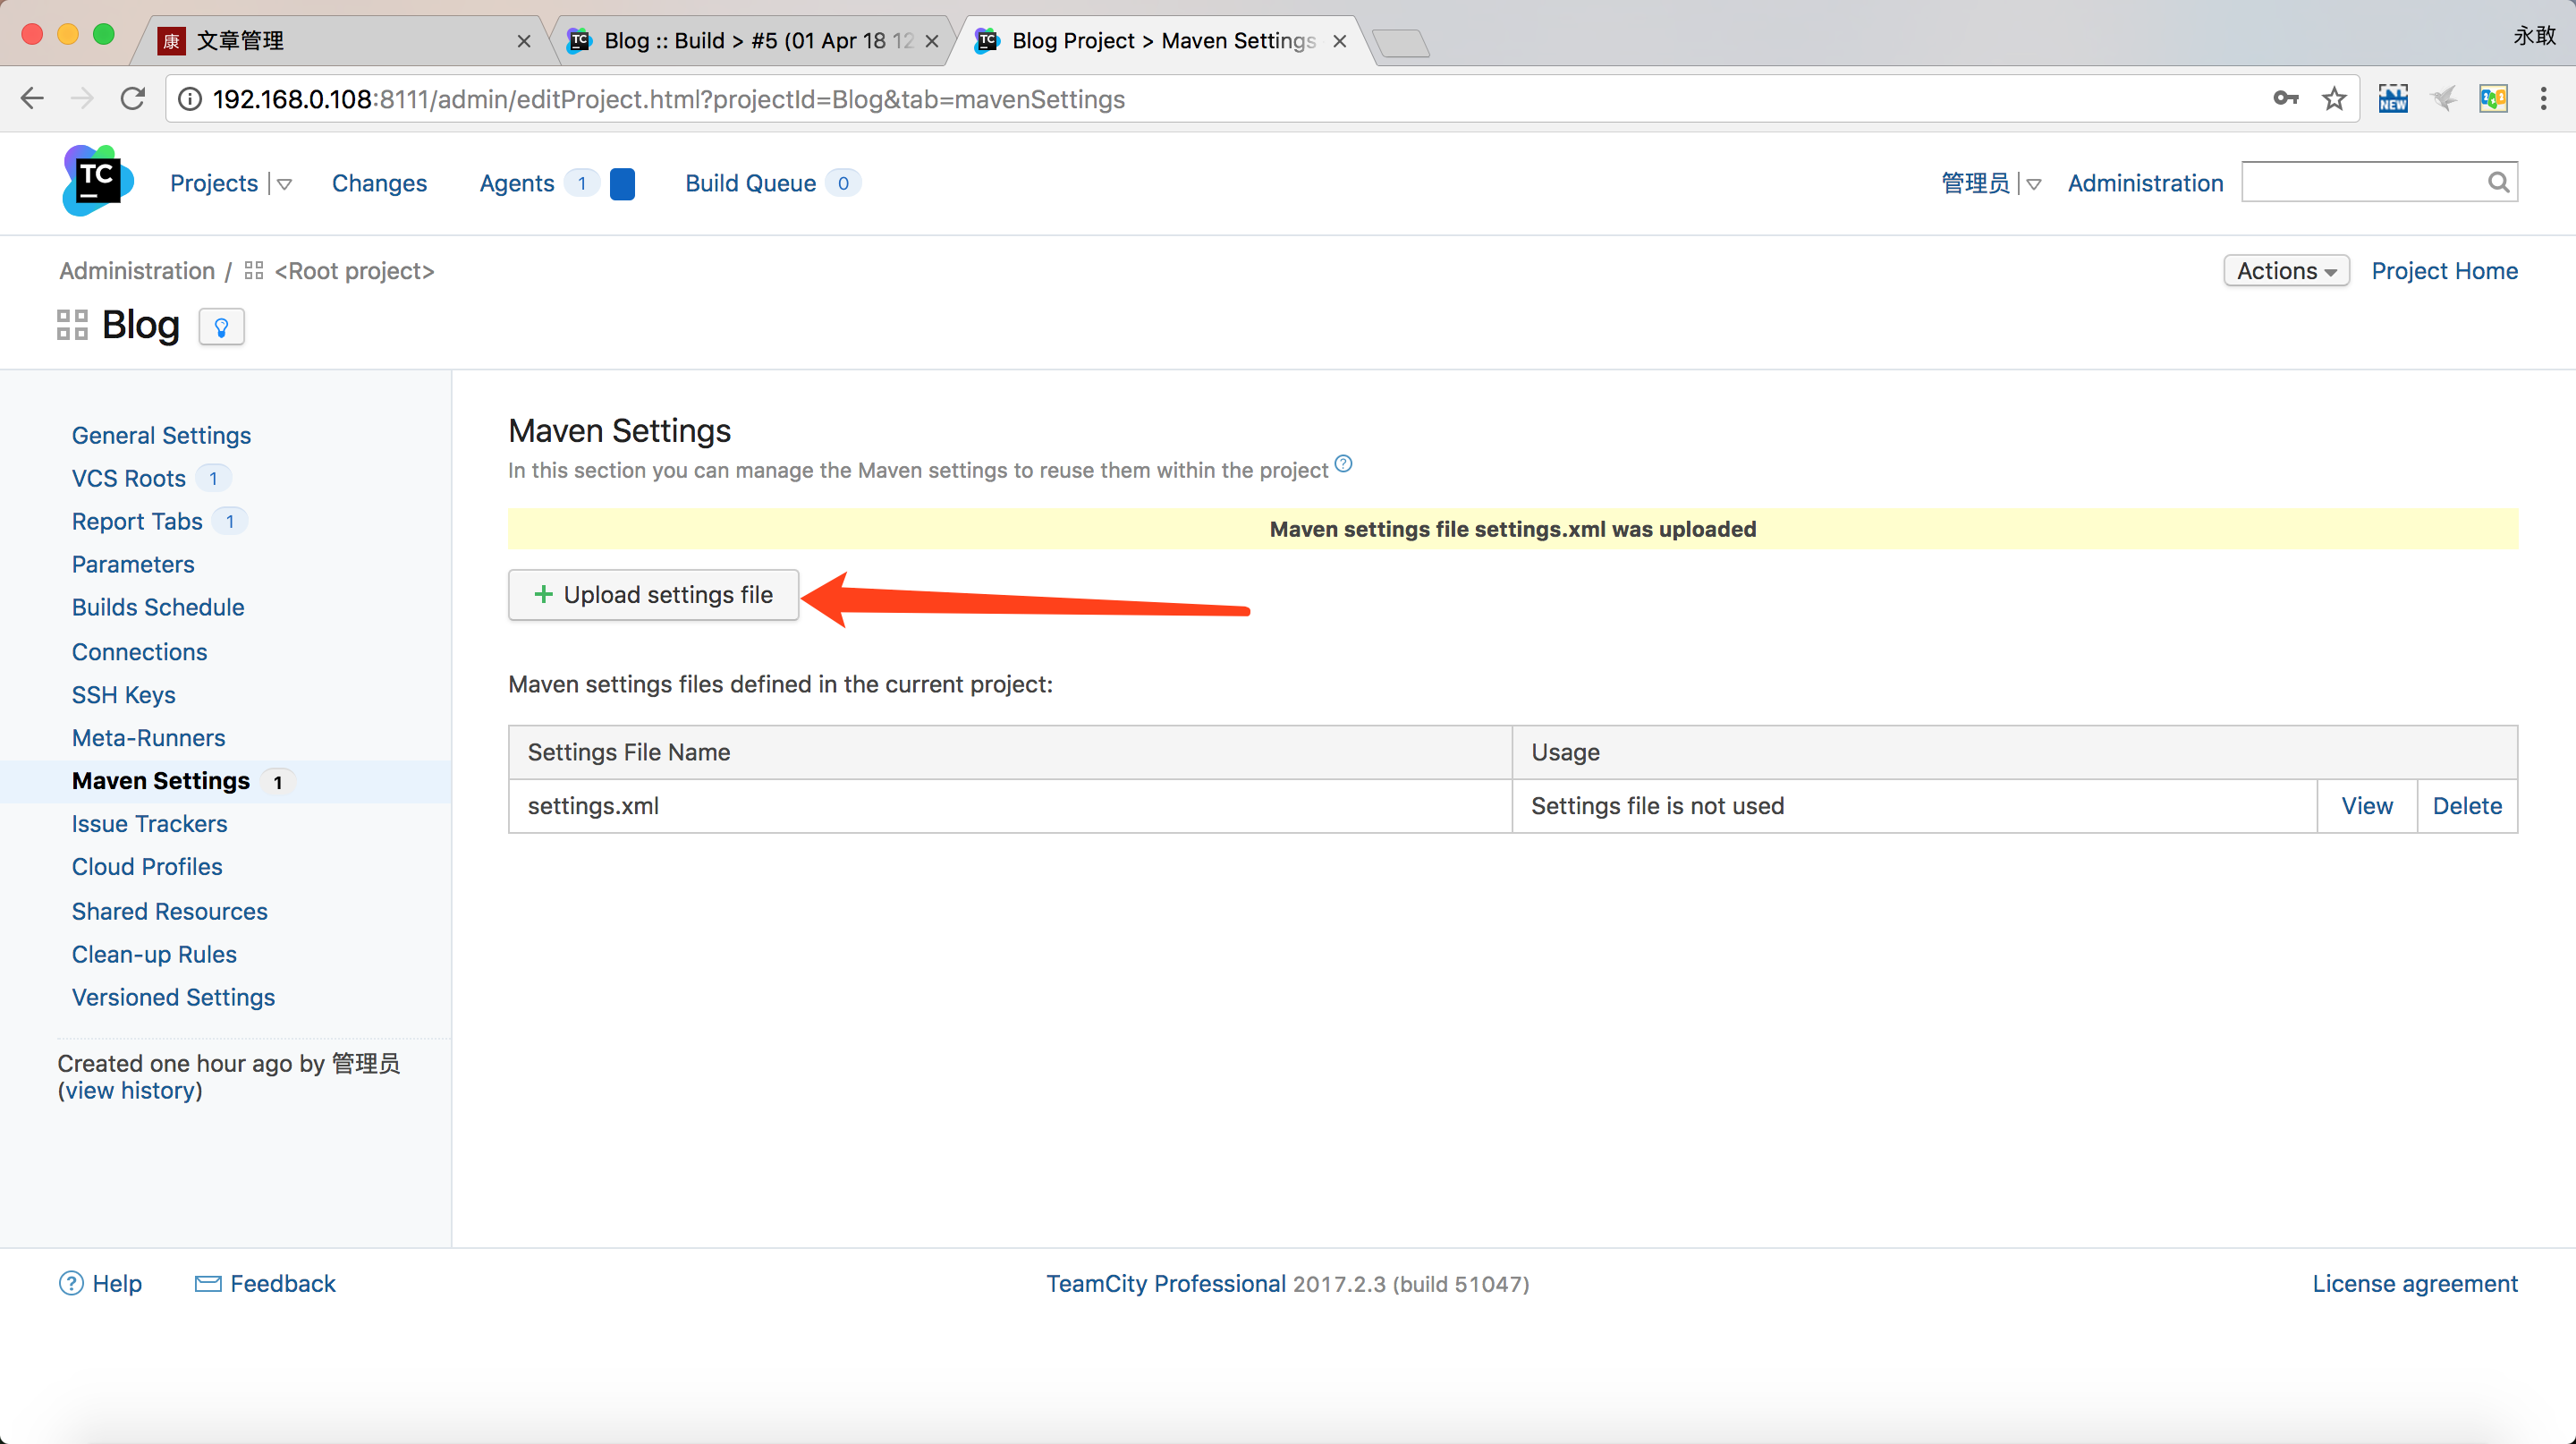 康 文章管理
Blog :: Build > #5 (01 Apr 18 12
Blog Project > Maven Settings
永敢
192.168.0.108:8111/admin/editProject.html?projectId=Blog&tab=mavenSettings
NEW
TC
Projects
Changes
Agents 1
Build Queue 0
管理员
Administration
Administration / <Root project>
Actions
Project Home
Blog
General Settings
VCS Roots 1
Report Tabs 1
Parameters
Builds Schedule
Connections
SSH Keys
Meta-Runners
Maven Settings 1
Issue Trackers
Cloud Profiles
Shared Resources
Clean-up Rules
Versioned Settings
Created one hour ago by 管理员
(view history)
Maven Settings
In this section you can manage the Maven settings to reuse them within the project ?
Maven settings file settings.xml was uploaded
+ Upload settings file
Maven settings files defined in the current project:
Settings File Name Usage
settings.xml Settings file is not used View Delete
? Help
Feedback
TeamCity Professional 2017.2.3 (build 51047)
License agreement